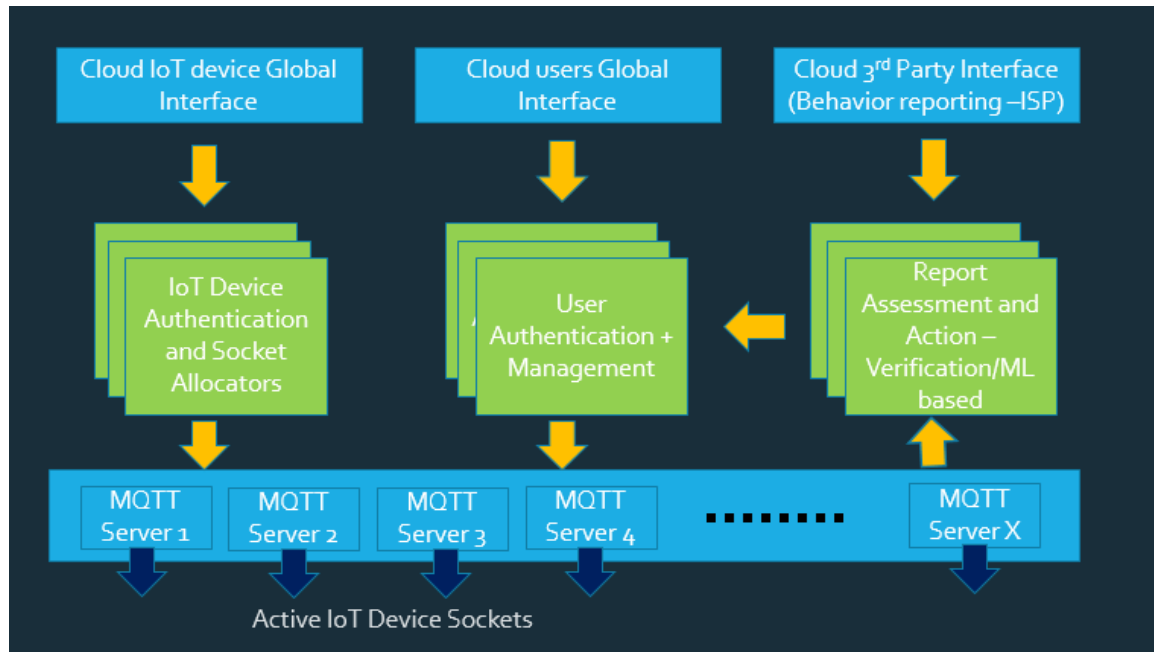 Cloud IoT device Global
Interface
Cloud users Global
Interface
Cloud 3rd Party Interface
(Behavior reporting –ISP)
IoT Device
Authentication
and Socket
Allocators
User
Authentication +
Management
Report
Assessment and
Action –
Verification/ML
based
MQTT
Server 1
MQTT
Server 2
MQTT
Server 3
MQTT
Server 4
MQTT
Server X
Active IoT Device Sockets